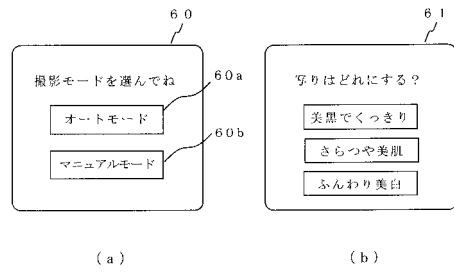 60
撮影モードを選んでね
60a
オートモード
60b
マニュアルモード
(a)
61
写りはどれにする?
美黒でくっきり
さらつや美肌
ふんわり美白
(b)